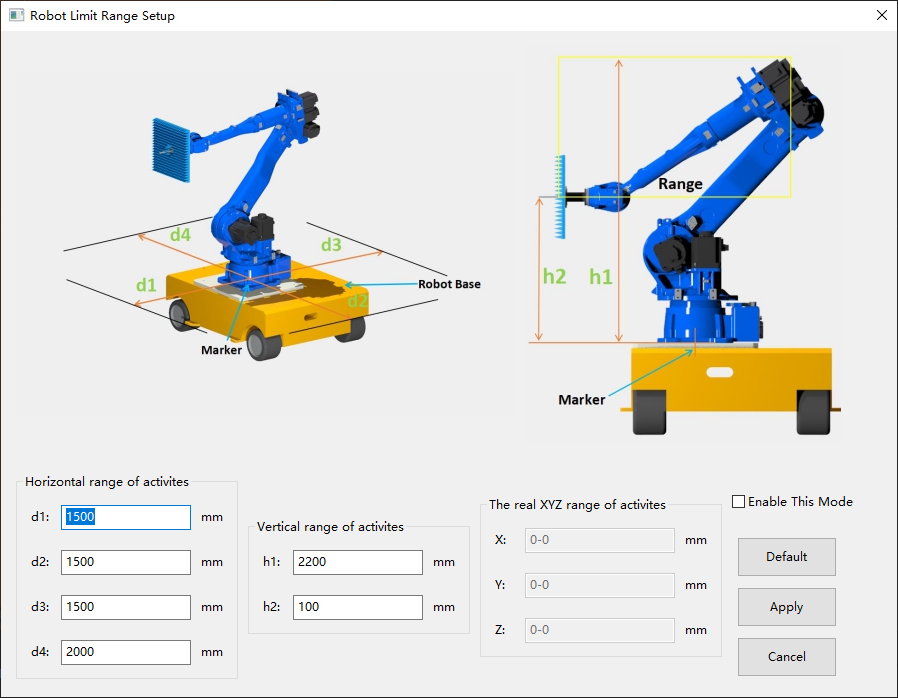 Robot Limit Range Setup
d4
d3
d1
d2
Robot Base
Marker
Range
h2
h1
Marker
Horizontal range of activites
d1: 1500 mm
d2: 1500 mm
d3: 1500 mm
d4: 2000 mm
Vertical range of activites
h1: 2200 mm
h2: 100 mm
The real XYZ range of activites
X: 0-0 mm
Y: 0-0 mm
Z: 0-0 mm
Enable This Mode
Default
Apply
Cancel